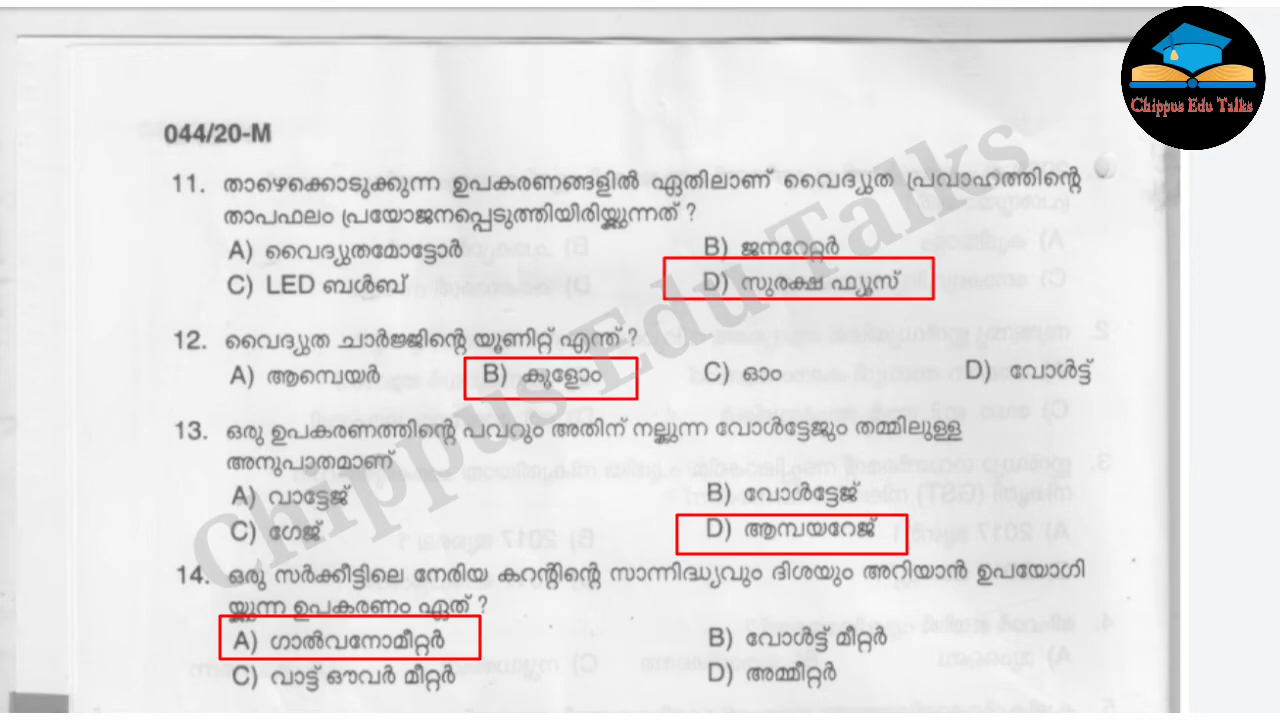 Chippus Edu Talks
044/20-M
11. താഴെക്കൊടുക്കുന്ന ഉപകരണങ്ങളിൽ ഏതിലാണ് വൈദ്യുത പ്രവാഹത്തിന്റെ
താപഫലം പ്രയോജനപ്പെടുത്തിയിരിയ്ക്കുന്നത് ?
A) വൈദ്യുതമോട്ടോർ B) ജനറേറ്റർ
C) LED ബൾബ് D) സുരക്ഷ ഫ്യൂസ്
12. വൈദ്യുത ചാർജ്ജിന്റെ യൂണിറ്റ് എന്ത് ?
A) ആമ്പെയർ B) കൂളോം C) ഓം D) വോൾട്ട്
13. ഒരു ഉപകരണത്തിന്റെ പവറും അതിന് നല്കുന്ന വോൾട്ടേജും തമ്മിലുള്ള
അനുപാതമാണ്
A) വാട്ടേജ് B) വോൾട്ടേജ്
C) ഗേജ് D) ആമ്പയറേജ്
14. ഒരു സർക്കീട്ടിലെ നേരിയ കറന്റിന്റെ സാന്നിദ്ധ്യവും ദിശയും അറിയാൻ ഉപയോഗി
യ്ക്കുന്ന ഉപകരണം ഏത് ?
A) ഗാൽവനോമീറ്റർ B) വോൾട്ട് മീറ്റർ
C) വാട്ട് ഔവർ മീറ്റർ D) അമ്മീറ്റർ
Chippus Edu Talks